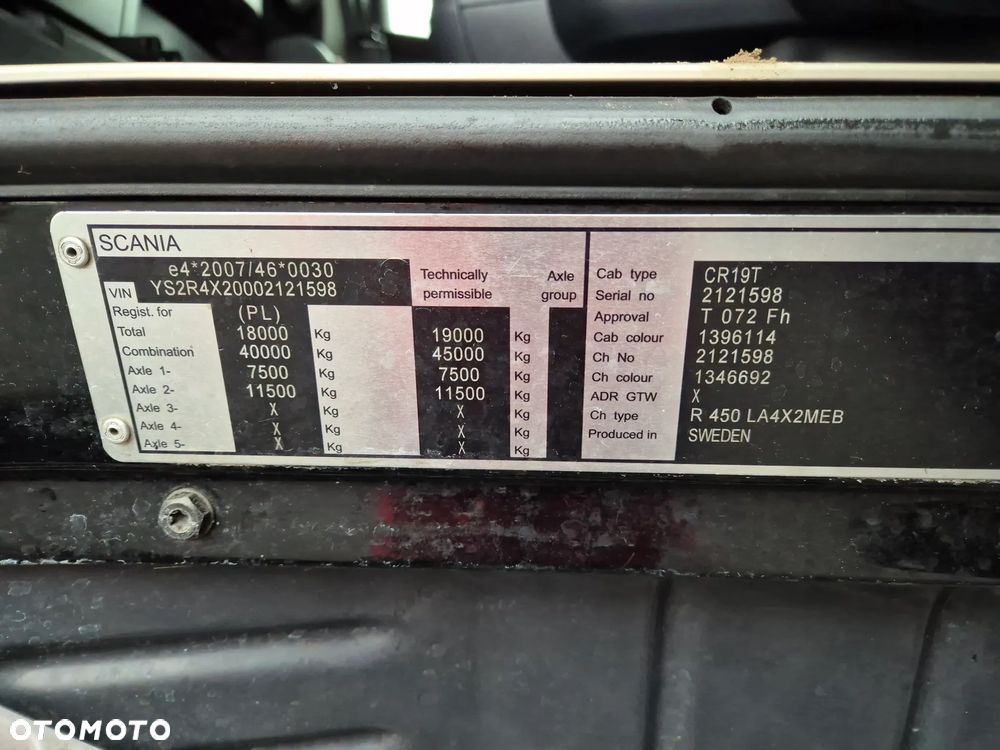 SCANIA
e4*2007/46*0030
VIN YS2R4X20002121598
Technically permissible Axle group
Regist. for (PL)
Total 18000 Kg 19000 Kg
Combination 40000 Kg 45000 Kg
Axle 1- 7500 Kg 7500 Kg
Axle 2- 11500 Kg 11500 Kg
Axle 3- X Kg X Kg
Axle 4- X Kg X Kg
Axle 5- X Kg X Kg
Cab type CR19T
Serial no 2121598
Approval T 072 Fh
Cab colour 1396114
Ch No 2121598
Ch colour 1346692
ADR GTW X
Ch type R 450 LA4X2MEB
Produced in SWEDEN
OTOMOTO